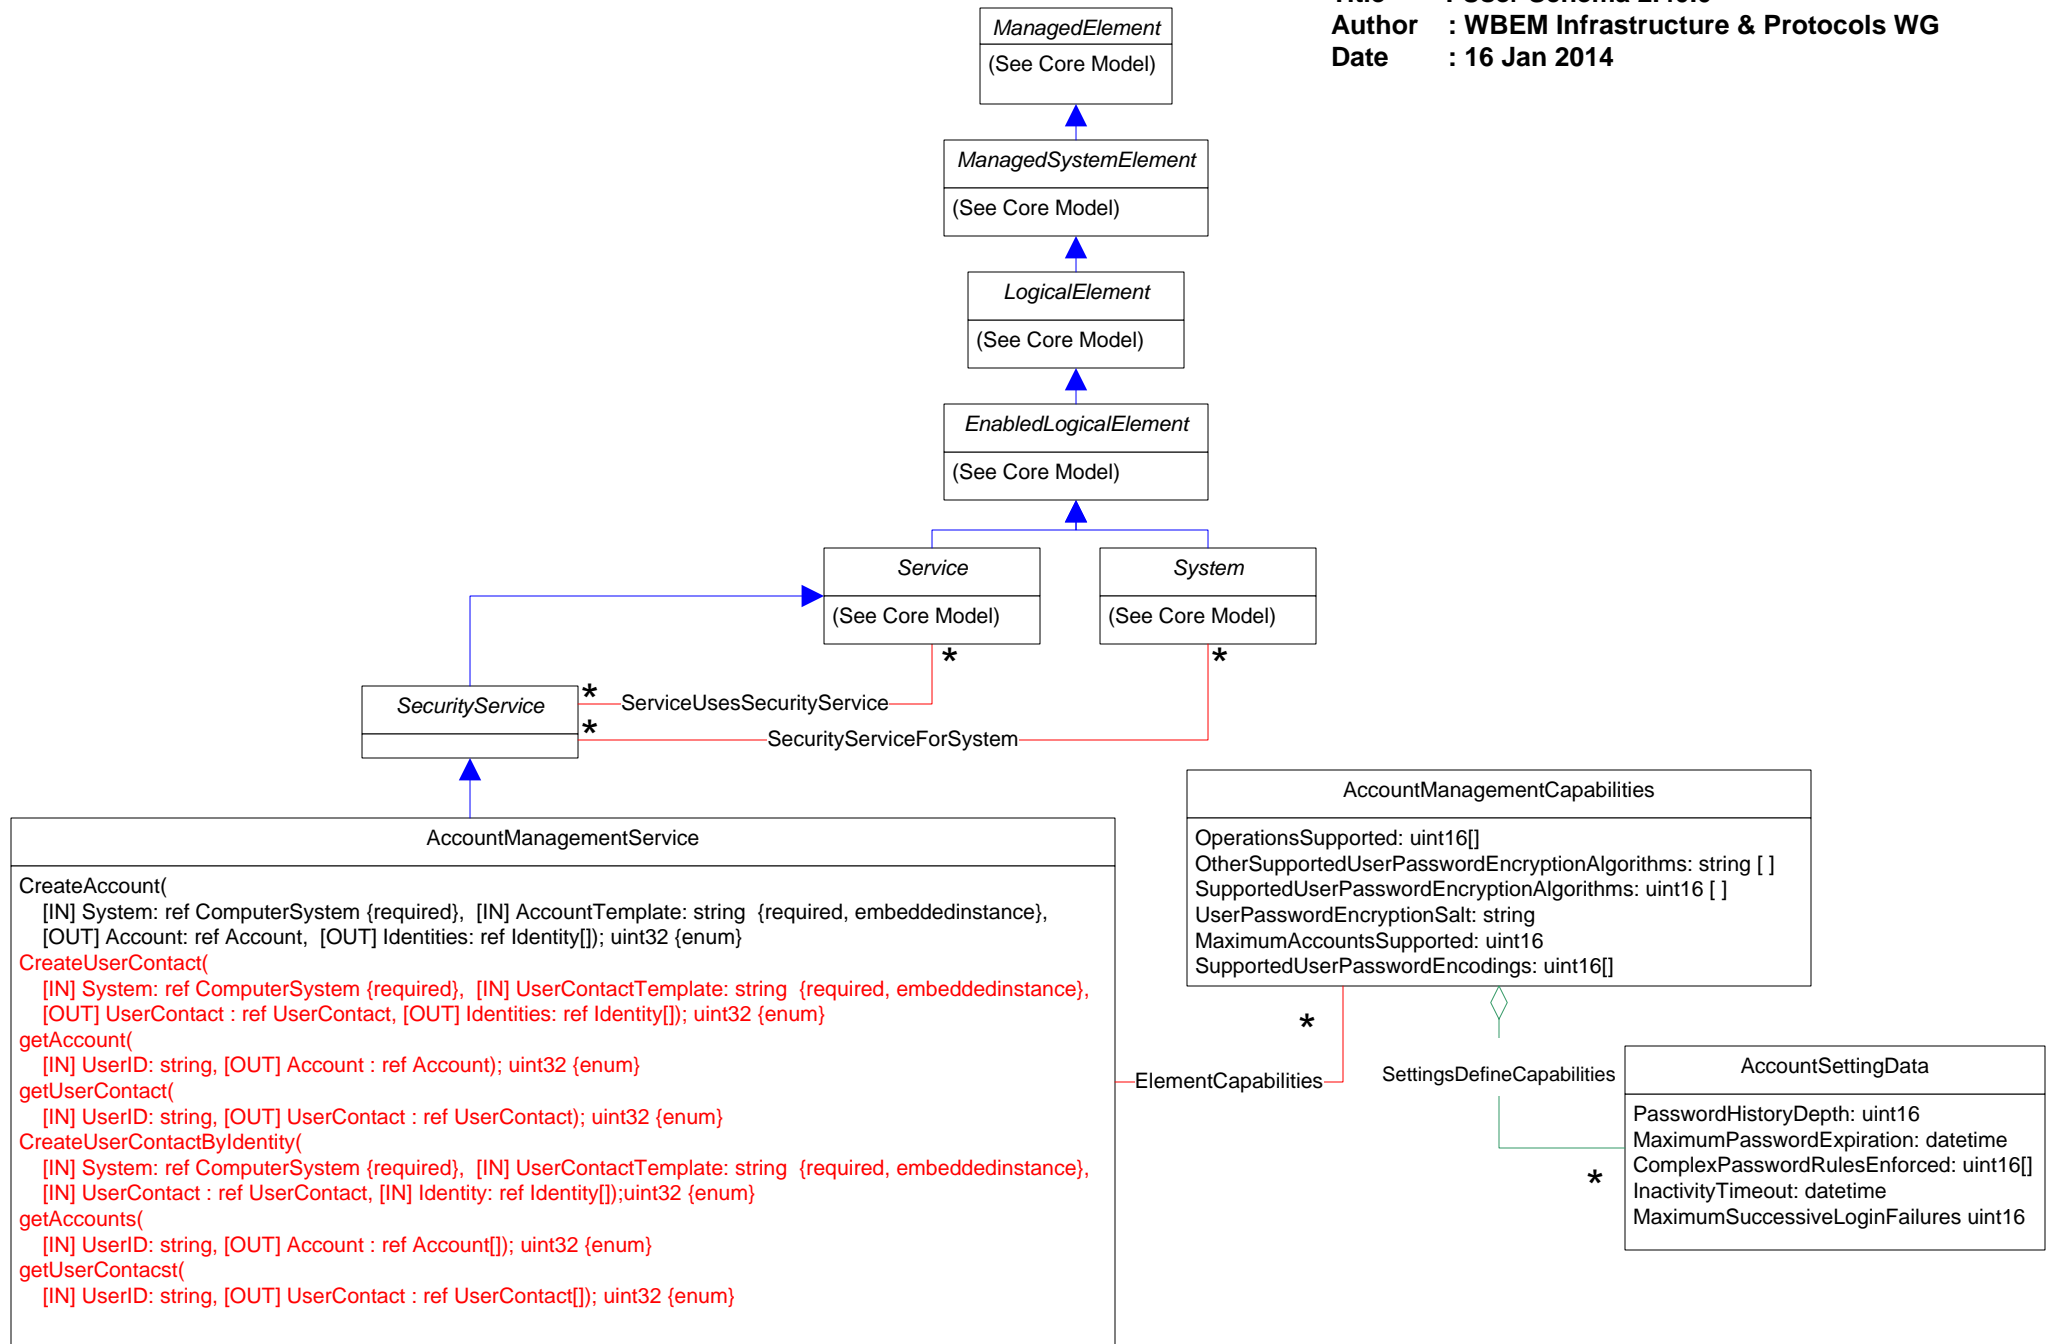 Author : WBEM Infrastructure & Protocols WG
Date : 16 Jan 2014
ManagedElement
(See Core Model)
ManagedSystemElement
(See Core Model)
LogicalElement
(See Core Model)
EnabledLogicalElement
(See Core Model)
Service
(See Core Model)
System
(See Core Model)
*
*
SecurityService
*
ServiceUsesSecurityService
*
SecurityServiceForSystem
AccountManagementService
CreateAccount(
[IN] System: ref ComputerSystem {required},  [IN] AccountTemplate: string  {required, embeddedinstance},
[OUT] Account: ref Account,  [OUT] Identities: ref Identity[]); uint32 {enum}
CreateUserContact(
[IN] System: ref ComputerSystem {required},  [IN] UserContactTemplate: string  {required, embeddedinstance},
[OUT] UserContact : ref UserContact, [OUT] Identities: ref Identity[]); uint32 {enum}
getAccount(
[IN] UserID: string, [OUT] Account : ref Account); uint32 {enum}
getUserContact(
[IN] UserID: string, [OUT] UserContact : ref UserContact); uint32 {enum}
CreateUserContactByIdentity(
[IN] System: ref ComputerSystem {required},  [IN] UserContactTemplate: string  {required, embeddedinstance},
[IN] UserContact : ref UserContact, [IN] Identity: ref Identity[]);uint32 {enum}
getAccounts(
[IN] UserID: string, [OUT] Account : ref Account[]); uint32 {enum}
getUserContacst(
[IN] UserID: string, [OUT] UserContact : ref UserContact[]); uint32 {enum}
AccountManagementCapabilities
OperationsSupported: uint16[]
OtherSupportedUserPasswordEncryptionAlgorithms: string [ ]
SupportedUserPasswordEncryptionAlgorithms: uint16 [ ]
UserPasswordEncryptionSalt: string
MaximumAccountsSupported: uint16
SupportedUserPasswordEncodings: uint16[]
*
ElementCapabilities
SettingsDefineCapabilities
*
AccountSettingData
PasswordHistoryDepth: uint16
MaximumPasswordExpiration: datetime
ComplexPasswordRulesEnforced: uint16[]
InactivityTimeout: datetime
MaximumSuccessiveLoginFailures uint16